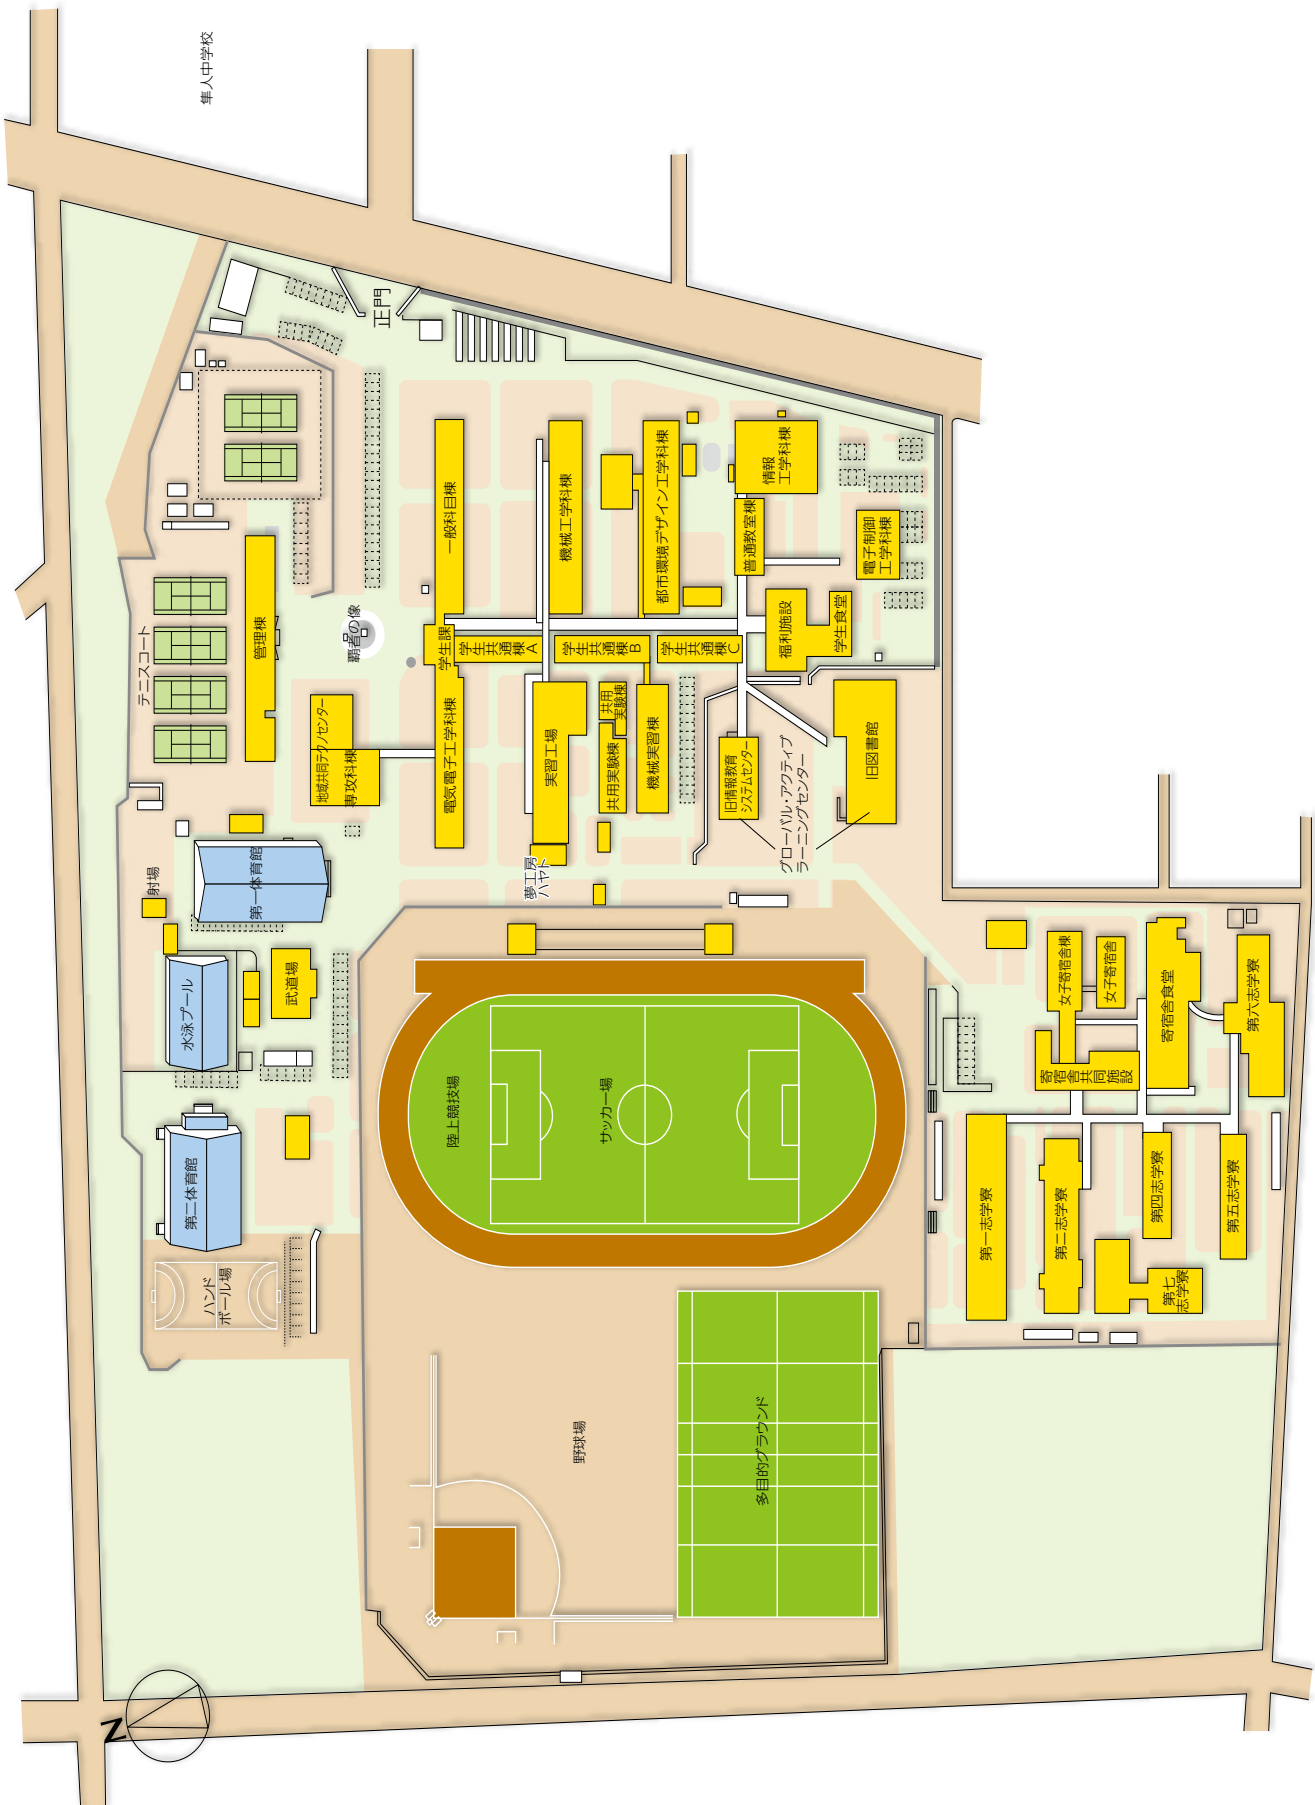 隼人中学校
正門
テニスコート
管理棟
覇者の像
一般科目棟
学生課
電気電子工学科棟
地域共同テクノセンター
専攻科棟
機械工学科棟
都市環境デザイン工学科棟
情報
工学科棟
普通教室棟
電子制御
工学科棟
福利施設
学生食堂
学生
共通
棟A
学生
共通
棟B
学生
共通
棟C
実習工場
共用
実験棟
共用実験棟
機械実習棟
旧情報教育
システムセンター
グローバル・アクティブ
ラーニングセンター
旧図書館
夢工房
ハヤト
射場
第一体育館
水泳プール
武道場
第二体育館
ハンド
ボール場
陸上競技場
サッカー場
野球場
多目的グラウンド
女子寄宿舎棟
女子寄宿舎
寄宿舎食堂
第六志学寮
寄宿舎共同施設
第一志学寮
第二志学寮
第四志学寮
第五志学寮
第七
志学寮
N